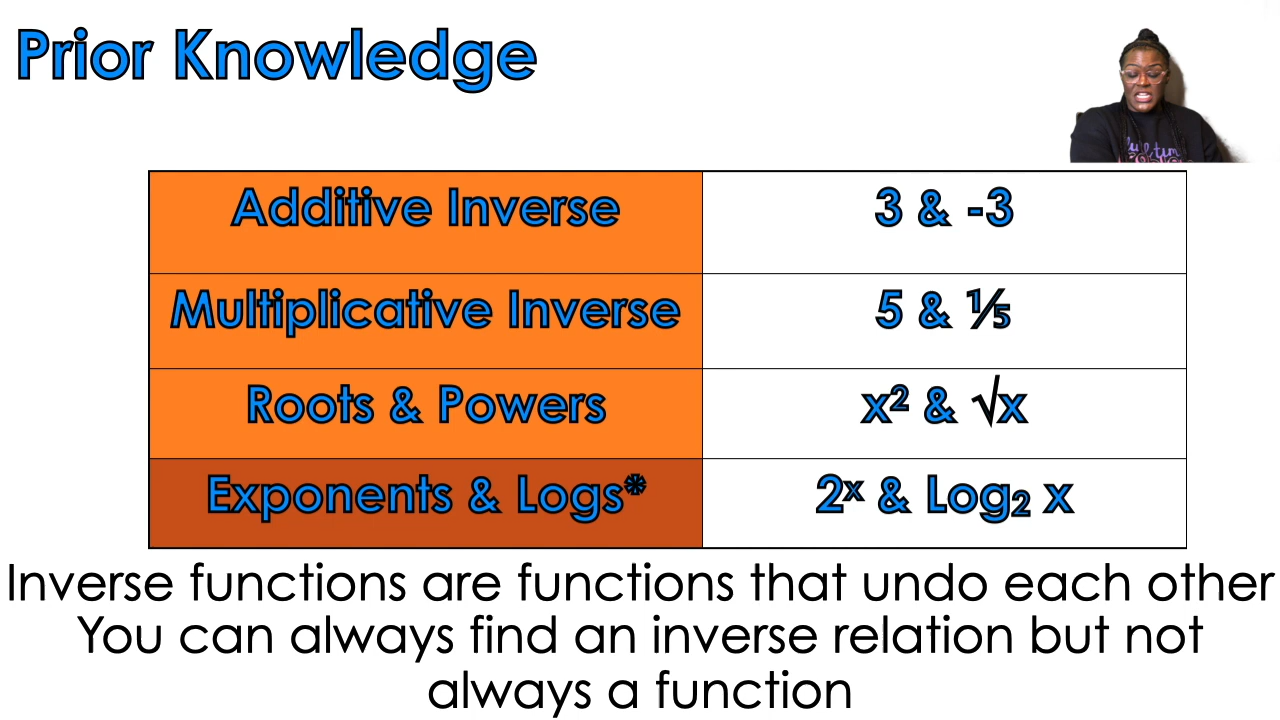 Prior Knowledge
Additive Inverse
3 & -3
Multiplicative Inverse
5 & ⅕
Roots & Powers
x² & √x
Exponents & Logs*
2ˣ & Log₂ x
Inverse functions are functions that undo each other
You can always find an inverse relation but not
always a function